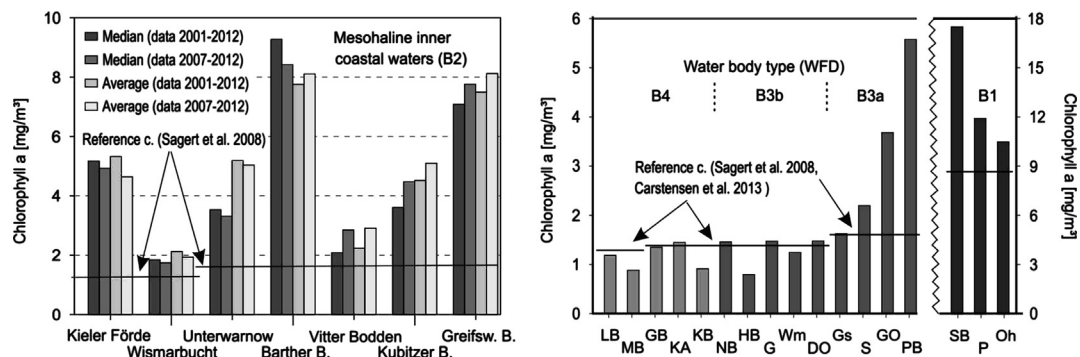 10
8
6
4
2
0
Chlorophyll a [mg/m³]
Median (data 2001-2012)
Median (data 2007-2012)
Average (data 2001-2012)
Average (data 2007-2012)
Mesohaline inner
coastal waters (B2)
Reference c. (Sagert et al. 2008)
Kieler Förde
Wismarbucht
Unterwarnow
Barther B.
Vitter Bodden
Kubitzer B.
Greifsw. B.
6
5
4
3
2
1
0
Chlorophyll a [mg/m³]
Water body type (WFD)
B4 B3b B3a B1
Reference c. (Sagert et al. 2008,
Carstensen et al. 2013 )
LB MB GB KA KB NB HB G Wm DO Gs S GO PB SB P Oh
18
15
12
9
6
3
0
Chlorophyll a [mg/m³]